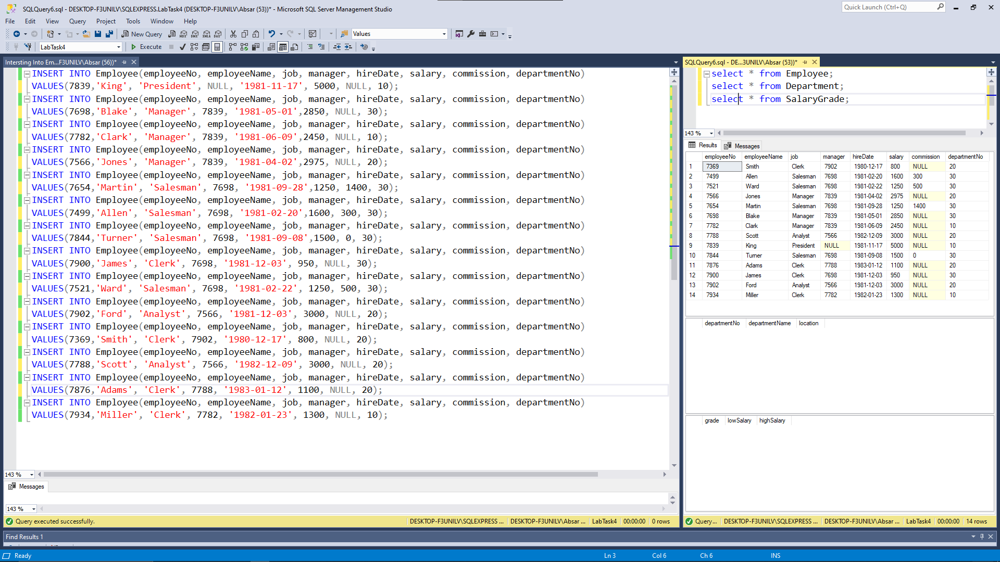 SQLQuery6.sql - DESKTOP-F3UNILV\SQLEXPRESS.LabTask4 (DESKTOP-F3UNILV\Absar (53))* - Microsoft SQL Server Management Studio
Quick Launch (Ctrl+Q)
File Edit View Query Project Tools Window Help
New Query
Values
LabTask4
Execute
Intersting Into Em...F3UNILV\Absar (56))*
INSERT INTO Employee(employeeNo, employeeName, job, manager, hireDate, salary, commission, departmentNo)
VALUES(7839,'King', 'President', NULL, '1981-11-17', 5000, NULL, 10);
INSERT INTO Employee(employeeNo, employeeName, job, manager, hireDate, salary, commission, departmentNo)
VALUES(7698,'Blake', 'Manager', 7839, '1981-05-01',2850, NULL, 30);
INSERT INTO Employee(employeeNo, employeeName, job, manager, hireDate, salary, commission, departmentNo)
VALUES(7782,'Clark', 'Manager', 7839, '1981-06-09',2450, NULL, 10);
INSERT INTO Employee(employeeNo, employeeName, job, manager, hireDate, salary, commission, departmentNo)
VALUES(7566,'Jones', 'Manager', 7839, '1981-04-02',2975, NULL, 20);
INSERT INTO Employee(employeeNo, employeeName, job, manager, hireDate, salary, commission, departmentNo)
VALUES(7654,'Martin', 'Salesman', 7698, '1981-09-28',1250, 1400, 30);
INSERT INTO Employee(employeeNo, employeeName, job, manager, hireDate, salary, commission, departmentNo)
VALUES(7499,'Allen', 'Salesman', 7698, '1981-02-20',1600, 300, 30);
INSERT INTO Employee(employeeNo, employeeName, job, manager, hireDate, salary, commission, departmentNo)
VALUES(7844,'Turner', 'Salesman', 7698, '1981-09-08',1500, 0, 30);
INSERT INTO Employee(employeeNo, employeeName, job, manager, hireDate, salary, commission, departmentNo)
VALUES(7900,'James', 'Clerk', 7698, '1981-12-03', 950, NULL, 30);
INSERT INTO Employee(employeeNo, employeeName, job, manager, hireDate, salary, commission, departmentNo)
VALUES(7521,'Ward', 'Salesman', 7698, '1981-02-22', 1250, 500, 30);
INSERT INTO Employee(employeeNo, employeeName, job, manager, hireDate, salary, commission, departmentNo)
VALUES(7902,'Ford', 'Analyst', 7566, '1981-12-03', 3000, NULL, 20);
INSERT INTO Employee(employeeNo, employeeName, job, manager, hireDate, salary, commission, departmentNo)
VALUES(7369,'Smith', 'Clerk', 7902, '1980-12-17', 800, NULL, 20);
INSERT INTO Employee(employeeNo, employeeName, job, manager, hireDate, salary, commission, departmentNo)
VALUES(7788,'Scott', 'Analyst', 7566, '1982-12-09', 3000, NULL, 20);
INSERT INTO Employee(employeeNo, employeeName, job, manager, hireDate, salary, commission, departmentNo)
VALUES(7876,'Adams', 'Clerk', 7788, '1983-01-12', 1100, NULL, 20);
INSERT INTO Employee(employeeNo, employeeName, job, manager, hireDate, salary, commission, departmentNo)
VALUES(7934,'Miller', 'Clerk', 7782, '1982-01-23', 1300, NULL, 10);
143 %
Messages
143 %
Query executed successfully. DESKTOP-F3UNILV\SQLEXPRESS ... DESKTOP-F3UNILV\Absar ... LabTask4 00:00:00 0 rows
SQLQuery6.sql - DE...3UNILV\Absar (53))*
select * from Employee;
select * from Department;
select * from SalaryGrade;
143 %
Results Messages
employeeNo employeeName job manager hireDate salary commission departmentNo
1 7369 Smith Clerk 7902 1980-12-17 800 NULL 20
2 7499 Allen Salesman 7698 1981-02-20 1600 300 30
3 7521 Ward Salesman 7698 1981-02-22 1250 500 30
4 7566 Jones Manager 7839 1981-04-02 2975 NULL 20
5 7654 Martin Salesman 7698 1981-09-28 1250 1400 30
6 7698 Blake Manager 7839 1981-05-01 2850 NULL 30
7 7782 Clark Manager 7839 1981-06-09 2450 NULL 10
8 7788 Scott Analyst 7566 1982-12-09 3000 NULL 20
9 7839 King President NULL 1981-11-17 5000 NULL 10
10 7844 Turner Salesman 7698 1981-09-08 1500 0 30
11 7876 Adams Clerk 7788 1983-01-12 1100 NULL 20
12 7900 James Clerk 7698 1981-12-03 950 NULL 30
13 7902 Ford Analyst 7566 1981-12-03 3000 NULL 20
14 7934 Miller Clerk 7782 1982-01-23 1300 NULL 10
departmentNo departmentName location
grade lowSalary highSalary
Query... DESKTOP-F3UNILV\SQLEXPRESS ... DESKTOP-F3UNILV\Absar ... LabTask4 00:00:00 14 rows
Find Results 1
Ready Ln 3 Col 6 Ch 6 INS